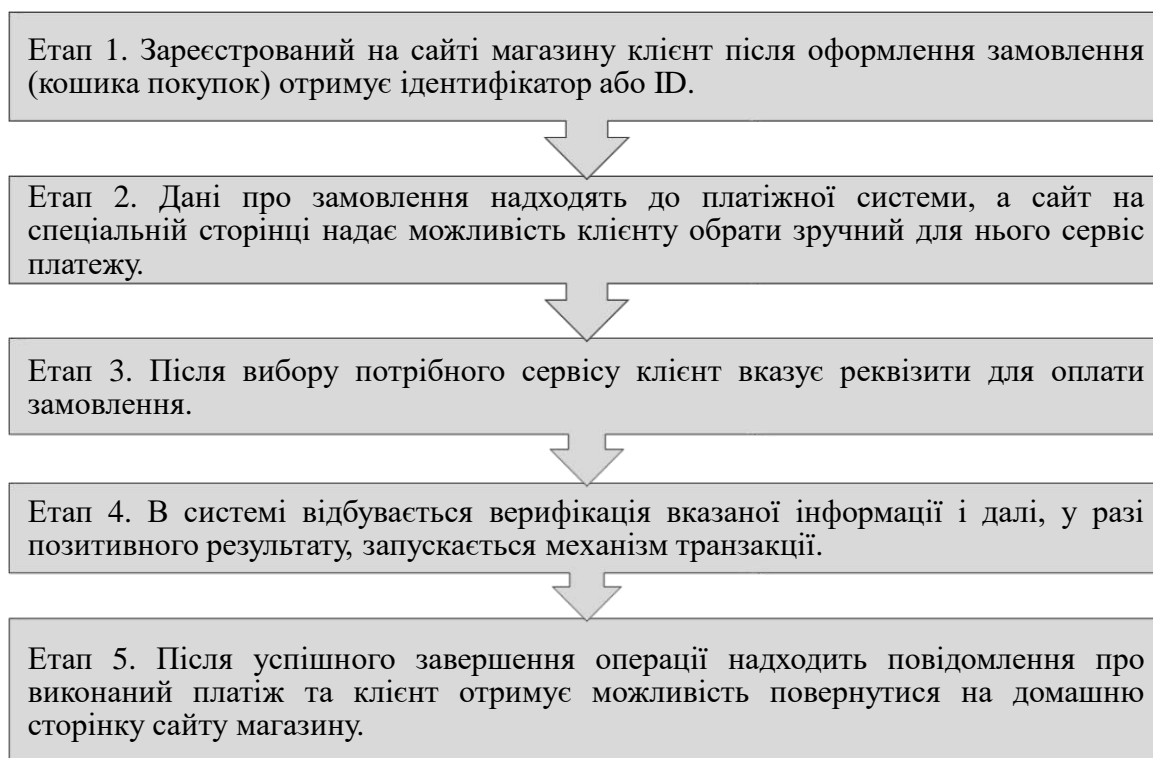 Етап 1. Зареєстрований на сайті магазину клієнт після оформлення замовлення
(кошика покупок) отримує ідентифікатор або ID.
Етап 2. Дані про замовлення надходять до платіжної системи, а сайт на
спеціальній сторінці надає можливість клієнту обрати зручний для нього сервіс
платежу.
Етап 3. Після вибору потрібного сервісу клієнт вказує реквізити для оплати
замовлення.
Етап 4. В системі відбувається верифікація вказаної інформації і далі, у разі
позитивного результату, запускається механізм транзакції.
Етап 5. Після успішного завершення операції надходить повідомлення про
виконаний платіж та клієнт отримує можливість повернутися на домашню
сторінку сайту магазину.